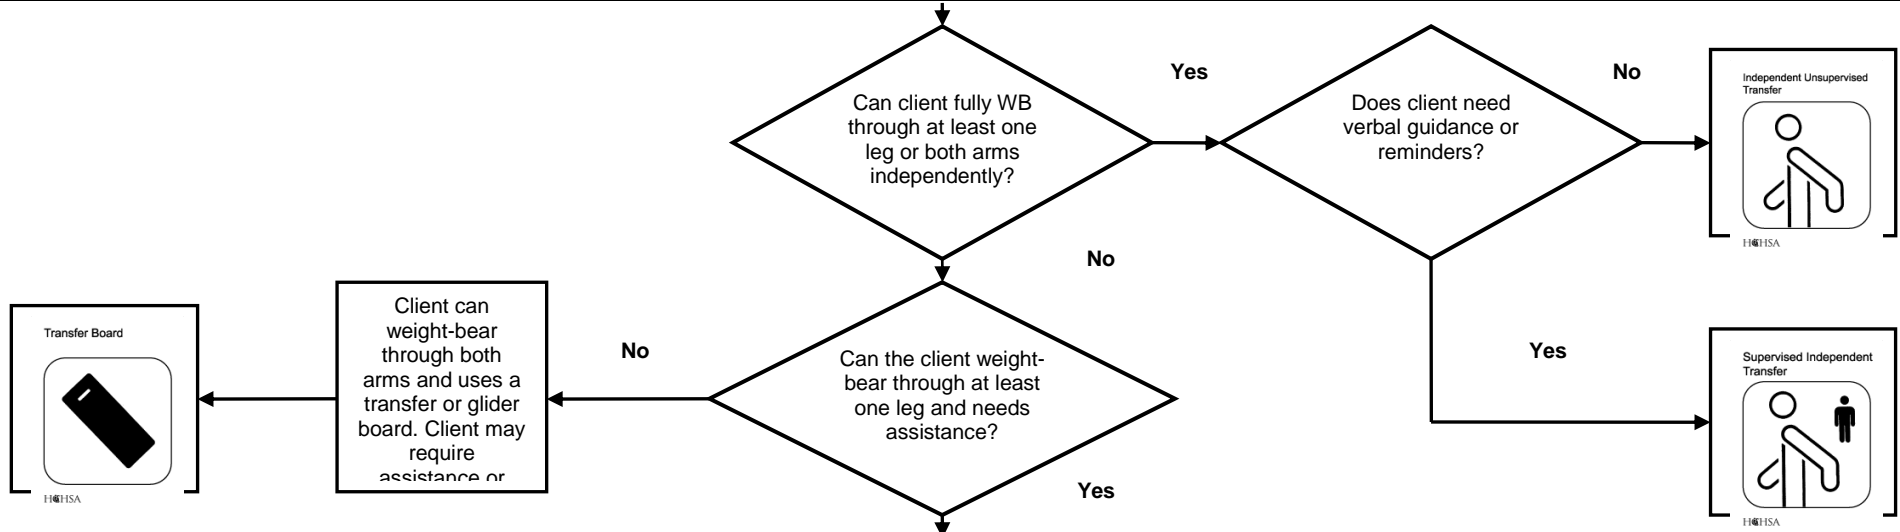 Can client fully WB
through at least one
leg or both arms
independently?
Yes
Does client need
verbal guidance or
reminders?
No
Independent Unsupervised
Transfer
No
Transfer Board
Client can
weight-bear
through both
arms and uses a
transfer or glider
board. Client may
require
assistance or
No
Can the client weight-
bear through at least
one leg and needs
assistance?
Yes
Yes
Supervised Independent
Transfer